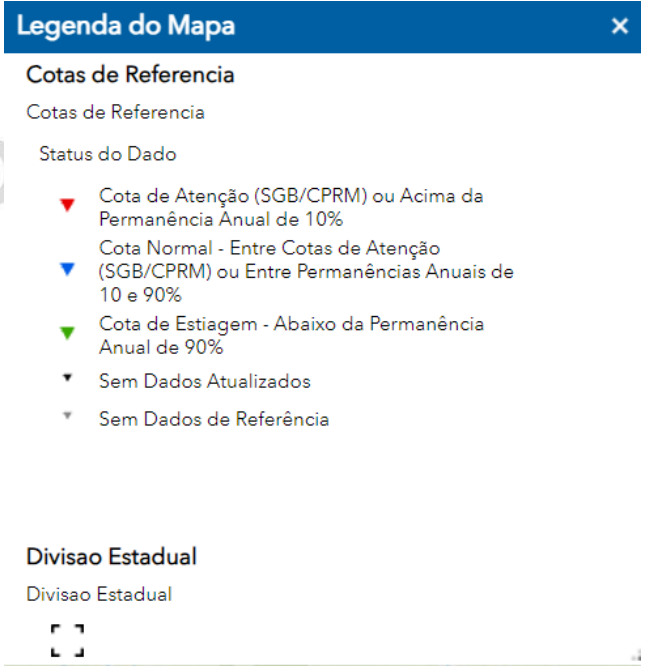 Legenda do Mapa
Cotas de Referencia
Cotas de Referencia
Status do Dado
Cota de Atenção (SGB/CPRM) ou Acima da
Permanência Anual de 10%
Cota Normal - Entre Cotas de Atenção
(SGB/CPRM) ou Entre Permanências Anuais de
10 e 90%
Cota de Estiagem - Abaixo da Permanência
Anual de 90%
Sem Dados Atualizados
Sem Dados de Referência
Divisao Estadual
Divisao Estadual